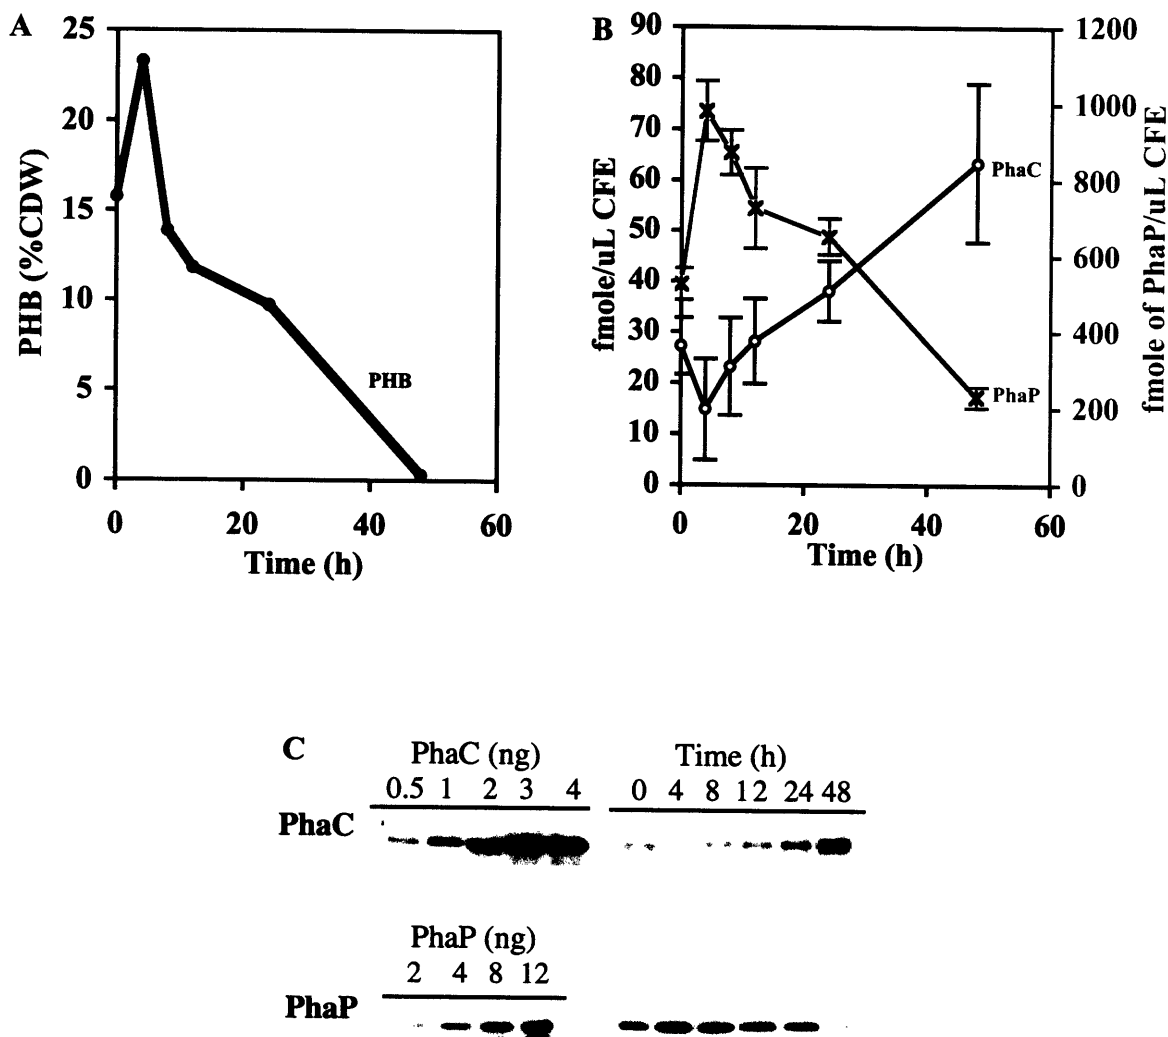 A
25
20
15
10
5
0
PHB (%CDW)
PHB
0 20 40 60
Time (h)
B
90
80
70
60
50
40
30
20
10
0
fmole/uL CFE
1200
1000
800
600
400
200
0
fmole of PhaP/uL CFE
PhaC
PhaP
0 20 40 60
Time (h)
C
PhaC (ng) Time (h)
0.5 1 2 3 4 0 4 8 12 24 48
PhaC
PhaP (ng)
2 4 8 12
PhaP